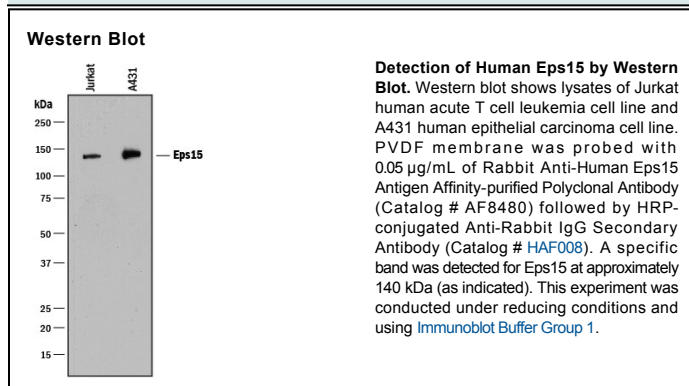 Western Blot
Jurkat
A431
kDa
250
150
100
75
50
37
25
20
15
Eps15
Detection of Human Eps15 by Western
Blot. Western blot shows lysates of Jurkat
human acute T cell leukemia cell line and
A431 human epithelial carcinoma cell line.
PVDF membrane was probed with
0.05 µg/mL of Rabbit Anti-Human Eps15
Antigen Affinity-purified Polyclonal Antibody
(Catalog # AF8480) followed by HRP-
conjugated Anti-Rabbit IgG Secondary
Antibody (Catalog # HAF008). A specific
band was detected for Eps15 at approximately
140 kDa (as indicated). This experiment was
conducted under reducing conditions and
using Immunoblot Buffer Group 1.